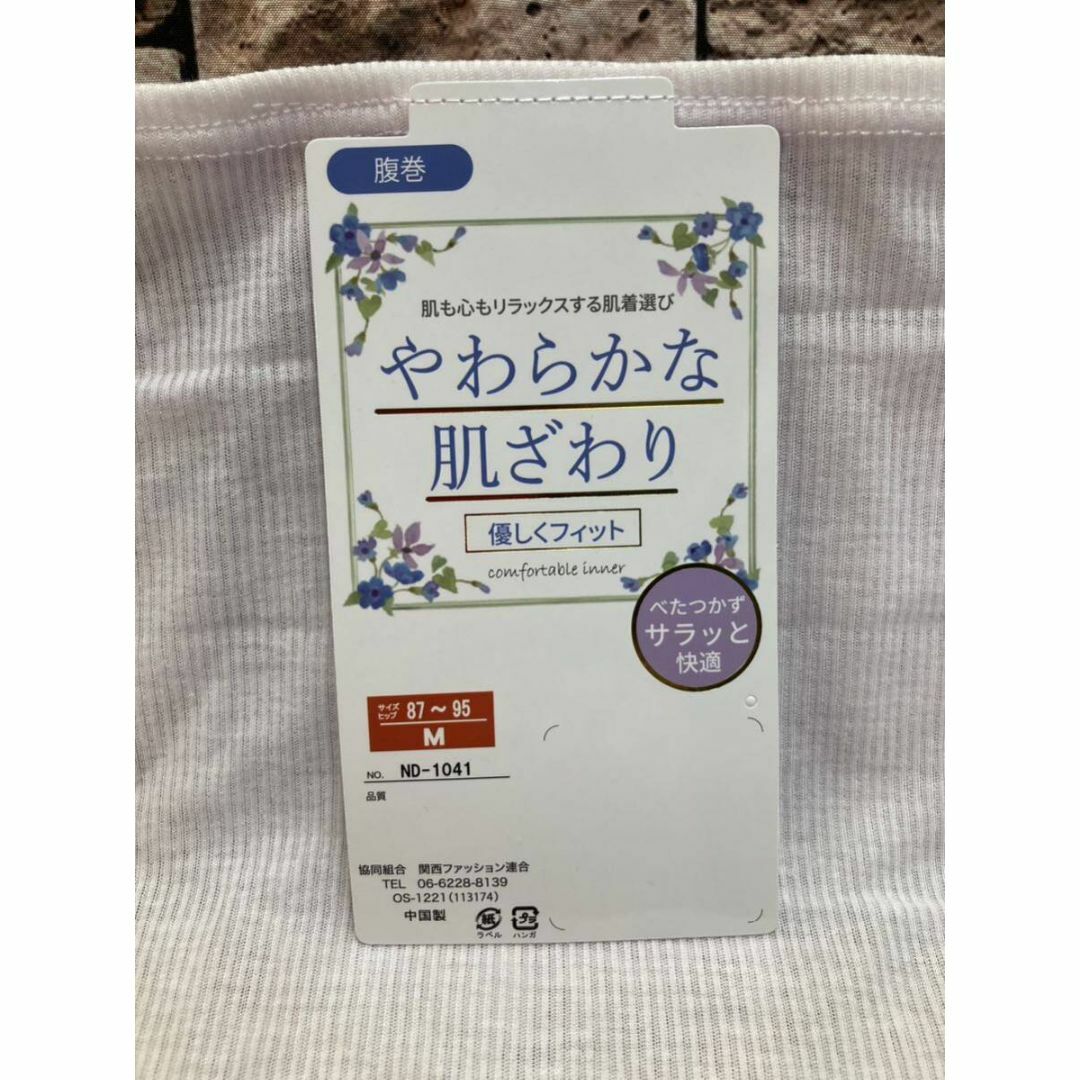 腹巻
肌も心もリラックスする肌着選び
やわらかな
肌ざわり
優しくフィット
comfortable inner
べたつかず
サラッと
快適
サイズ
ヒップ 87～95
M
NO. ND-1041
品質
協同組合 関西ファッション連合
TEL 06-6228-8139
OS-1221(113174)
中国製
紙
ラベル
プラ
ハンガ